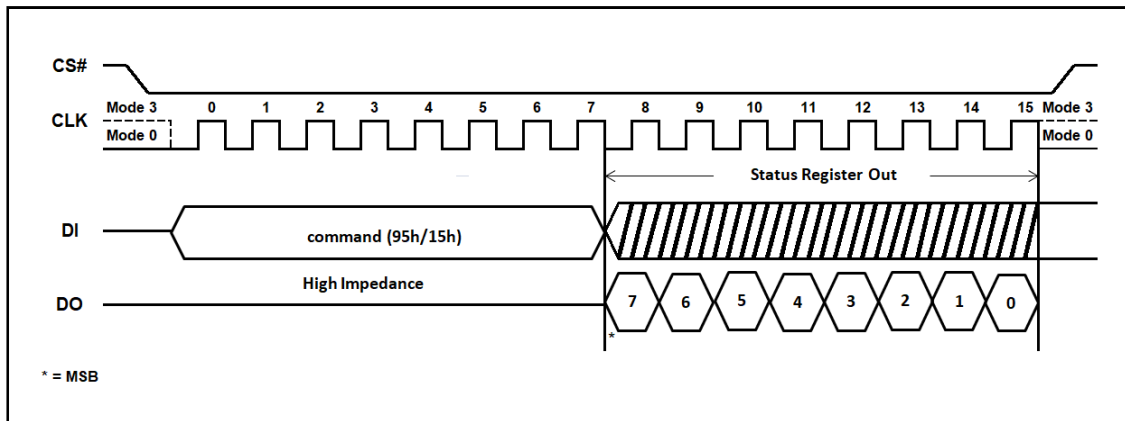 CS#
Mode 3 0 1 2 3 4 5 6 7 8 9 10 11 12 13 14 15 Mode 3
CLK
Mode 0 Mode 0
Status Register Out
DI command (95h/15h)
High Impedance
DO 7 6 5 4 3 2 1 0
*
* = MSB